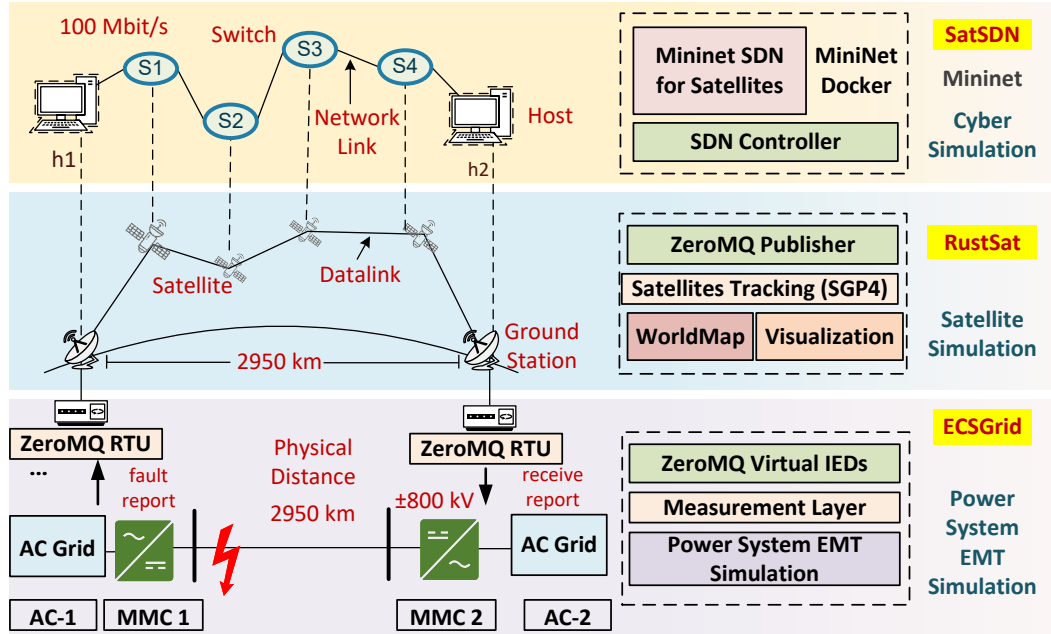 100 Mbit/s
Switch
S1
S2
S3
S4
Network
Link
Host
h1
h2
Mininet SDN
for Satellites
MiniNet
Docker
SDN Controller
SatSDN
Mininet
Cyber
Simulation
Satellite
Datalink
Ground
Station
2950 km
ZeroMQ Publisher
Satellites Tracking (SGP4)
WorldMap
Visualization
RustSat
Satellite
Simulation
ZeroMQ RTU
...
fault
report
Physical
Distance
2950 km
ZeroMQ RTU
receive
report
±800 kV
AC Grid
AC Grid
AC-1
MMC 1
MMC 2
AC-2
ZeroMQ Virtual IEDs
Measurement Layer
Power System EMT
Simulation
ECSGrid
Power
System
EMT
Simulation